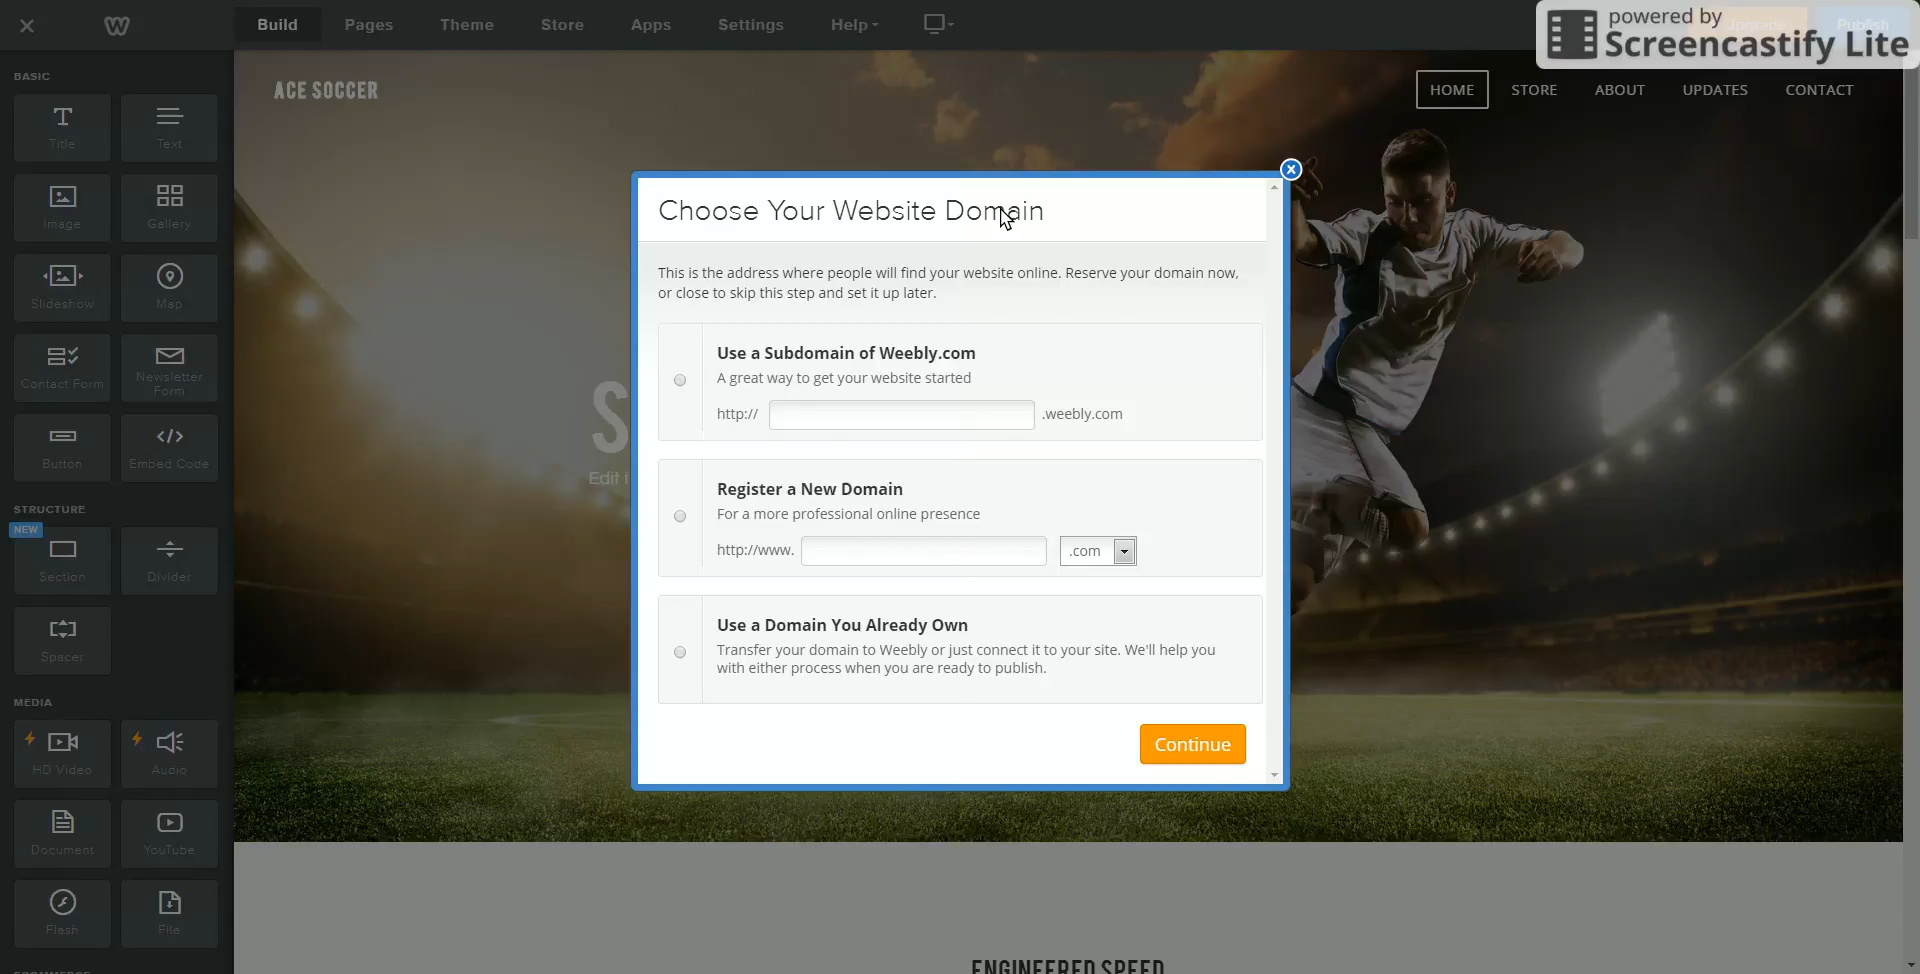 Build Pages Theme Store Apps Settings Help
Upgrade Publish
powered by
Screencastify Lite
BASIC
Title Text
Image Gallery
Slideshow Map
Contact Form Newsletter
Form
Button Embed Code
STRUCTURE
NEW
Section Divider
Spacer
MEDIA
HD Video Audio
Document YouTube
Flash File
ACE SOCCER
HOME STORE ABOUT UPDATES CONTACT
S
Edit
Choose Your Website Domain
This is the address where people will find your website online. Reserve your domain now,
or close to skip this step and set it up later.
Use a Subdomain of Weebly.com
A great way to get your website started
http:// .weebly.com
Register a New Domain
For a more professional online presence
http://www. .com
Use a Domain You Already Own
Transfer your domain to Weebly or just connect it to your site. We'll help you
with either process when you are ready to publish.
Continue
ENGINEERED SPEED